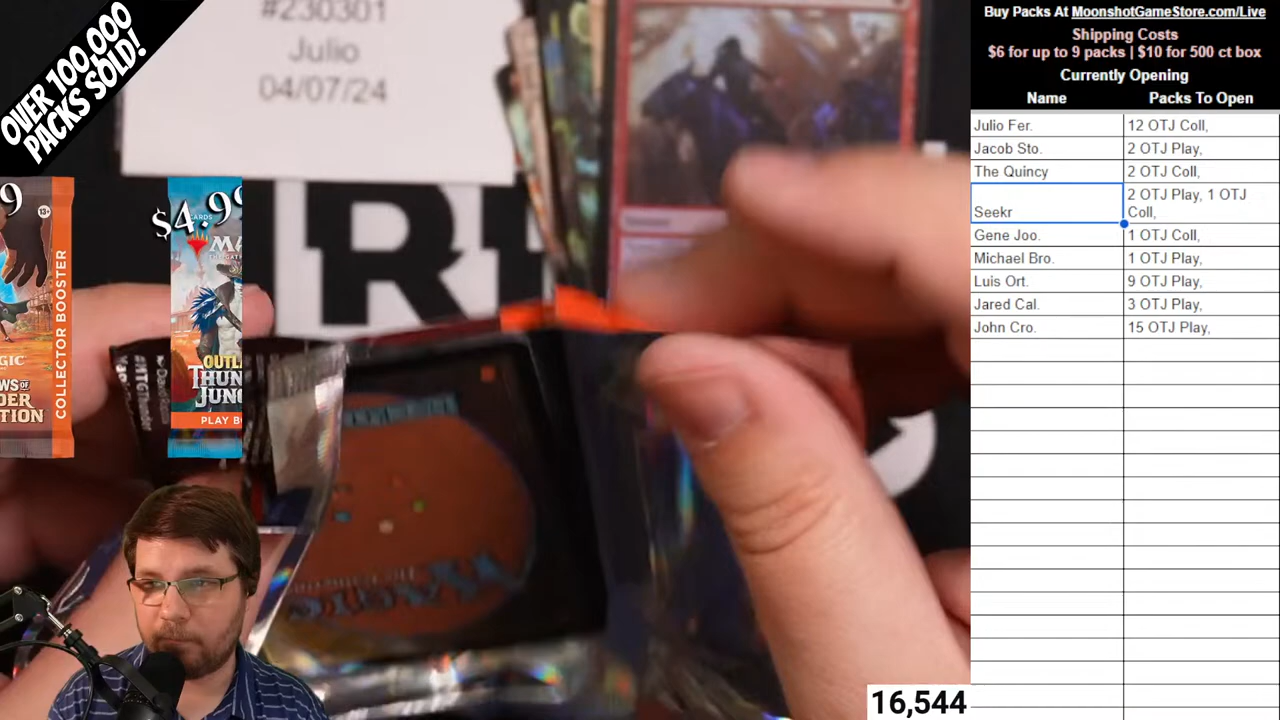 OVER 100,000
PACKS SOLD!
#230301
Julio
04/07/24
Buy Packs At MoonshotGameStore.com/Live
Shipping Costs
$6 for up to 9 packs | $10 for 500 ct box
Currently Opening
Name Packs To Open
Julio Fer. 12 OTJ Coll,
Jacob Sto. 2 OTJ Play,
The Quincy 2 OTJ Coll,
Seekr 2 OTJ Play, 1 OTJ
Coll,
Gene Joo. 1 OTJ Coll,
Michael Bro. 1 OTJ Play,
Luis Ort. 9 OTJ Play,
Jared Cal. 3 OTJ Play,
John Cro. 15 OTJ Play,
9
$4.99
COLLECTOR BOOSTER
PLAY B
16,544